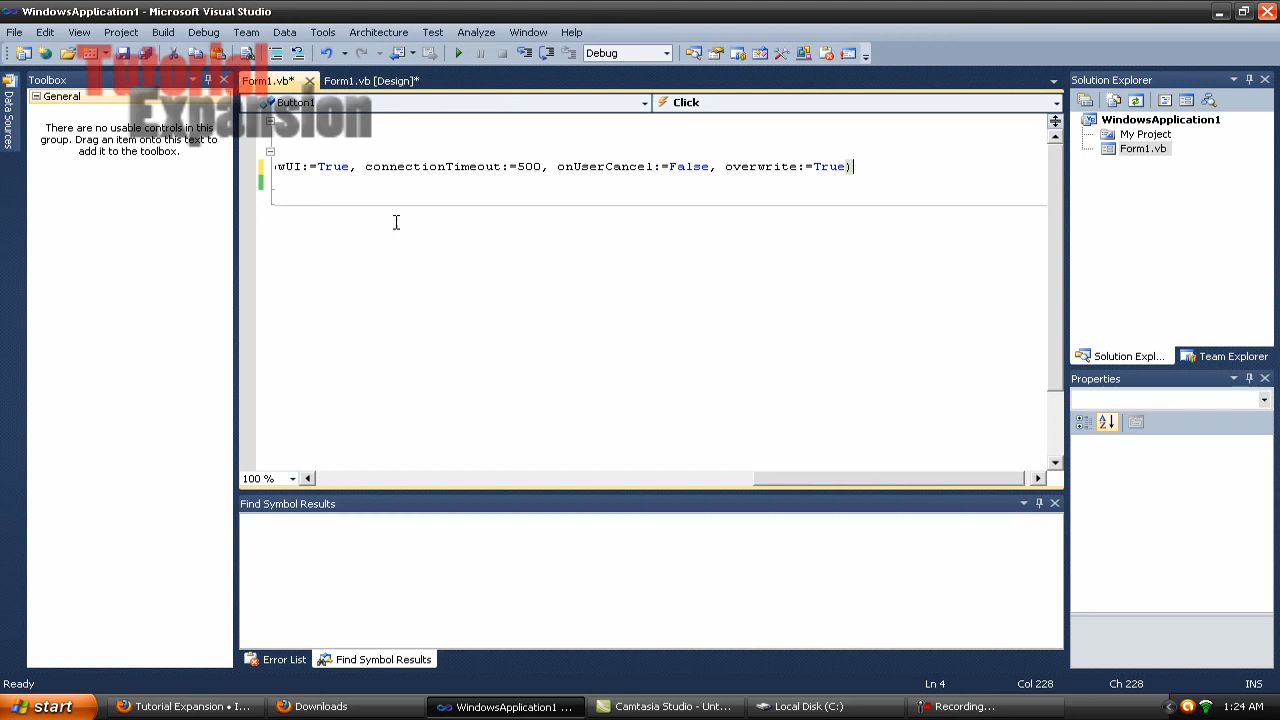 WindowsApplication1 - Microsoft Visual Studio
File Edit View Project Build Debug Team Data Tools Architecture Test Analyze Window Help
Debug
Tutorial
Expansion
Toolbox
Form1.vb*
Form1.vb [Design]*
Solution Explorer
General
Button1
Click
Data Sources
There are no usable controls in this
group. Drag an item onto this text to
add it to the toolbox.
WindowsApplication1
My Project
Form1.vb
wUI:=True, connectionTimeout:=500, onUserCancel:=False, overwrite:=True)
Solution Expl...
Team Explorer
Properties
100 %
Find Symbol Results
Error List
Find Symbol Results
Ready
Ln 4
Col 228
Ch 228
INS
start
Tutorial Expansion • I...
Downloads
WindowsApplication1 ...
Camtasia Studio - Unt...
Local Disk (C:)
Recording...
1:24 AM